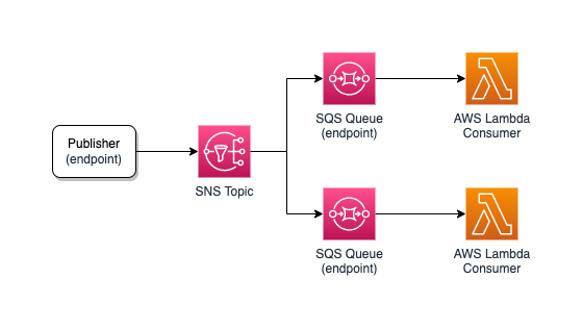 SQS Queue
(endpoint)
AWS Lambda
Consumer
Publisher
(endpoint)
SNS Topic
SQS Queue
(endpoint)
AWS Lambda
Consumer